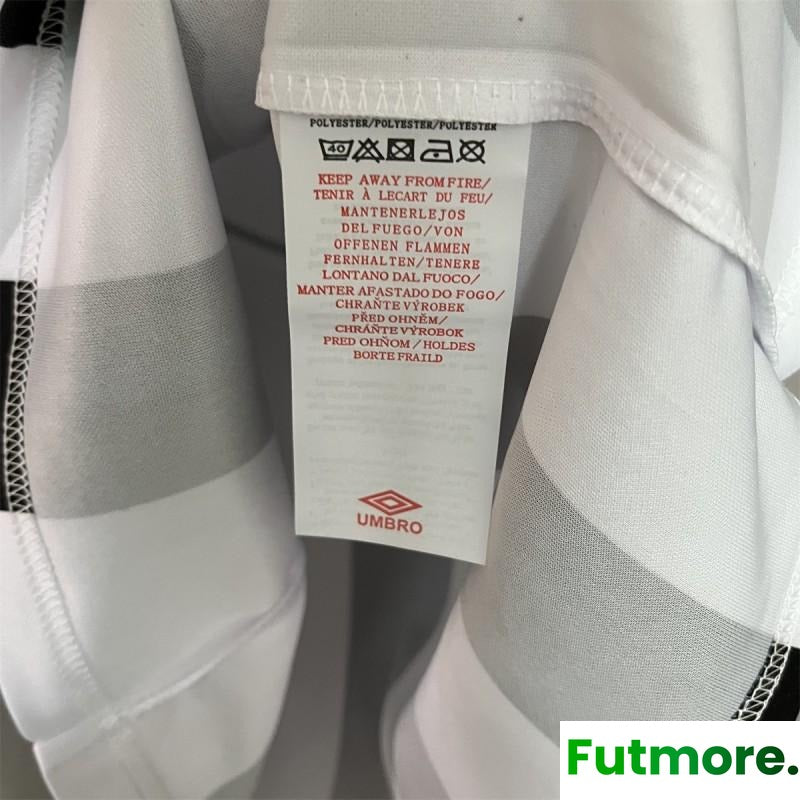 POLYESTER/POLYESTER/POLYESTER
40
KEEP AWAY FROM FIRE/
TENIR À LECART DU FEU/
MANTENERLEJOS
DEL FUEGO/VON
OFFENEN FLAMMEN
FERNHALTEN/TENERE
LONTANO DAL FUOCO/
MANTER AFASTADO DO FOGO/
CHRAŇTE VÝROBEK
PŘED OHNĚM/
CHRÁŇTE VÝROBOK
PRED OHŇOM/HOLDES
BORTE FRAILD
UMBRO
Futmore.